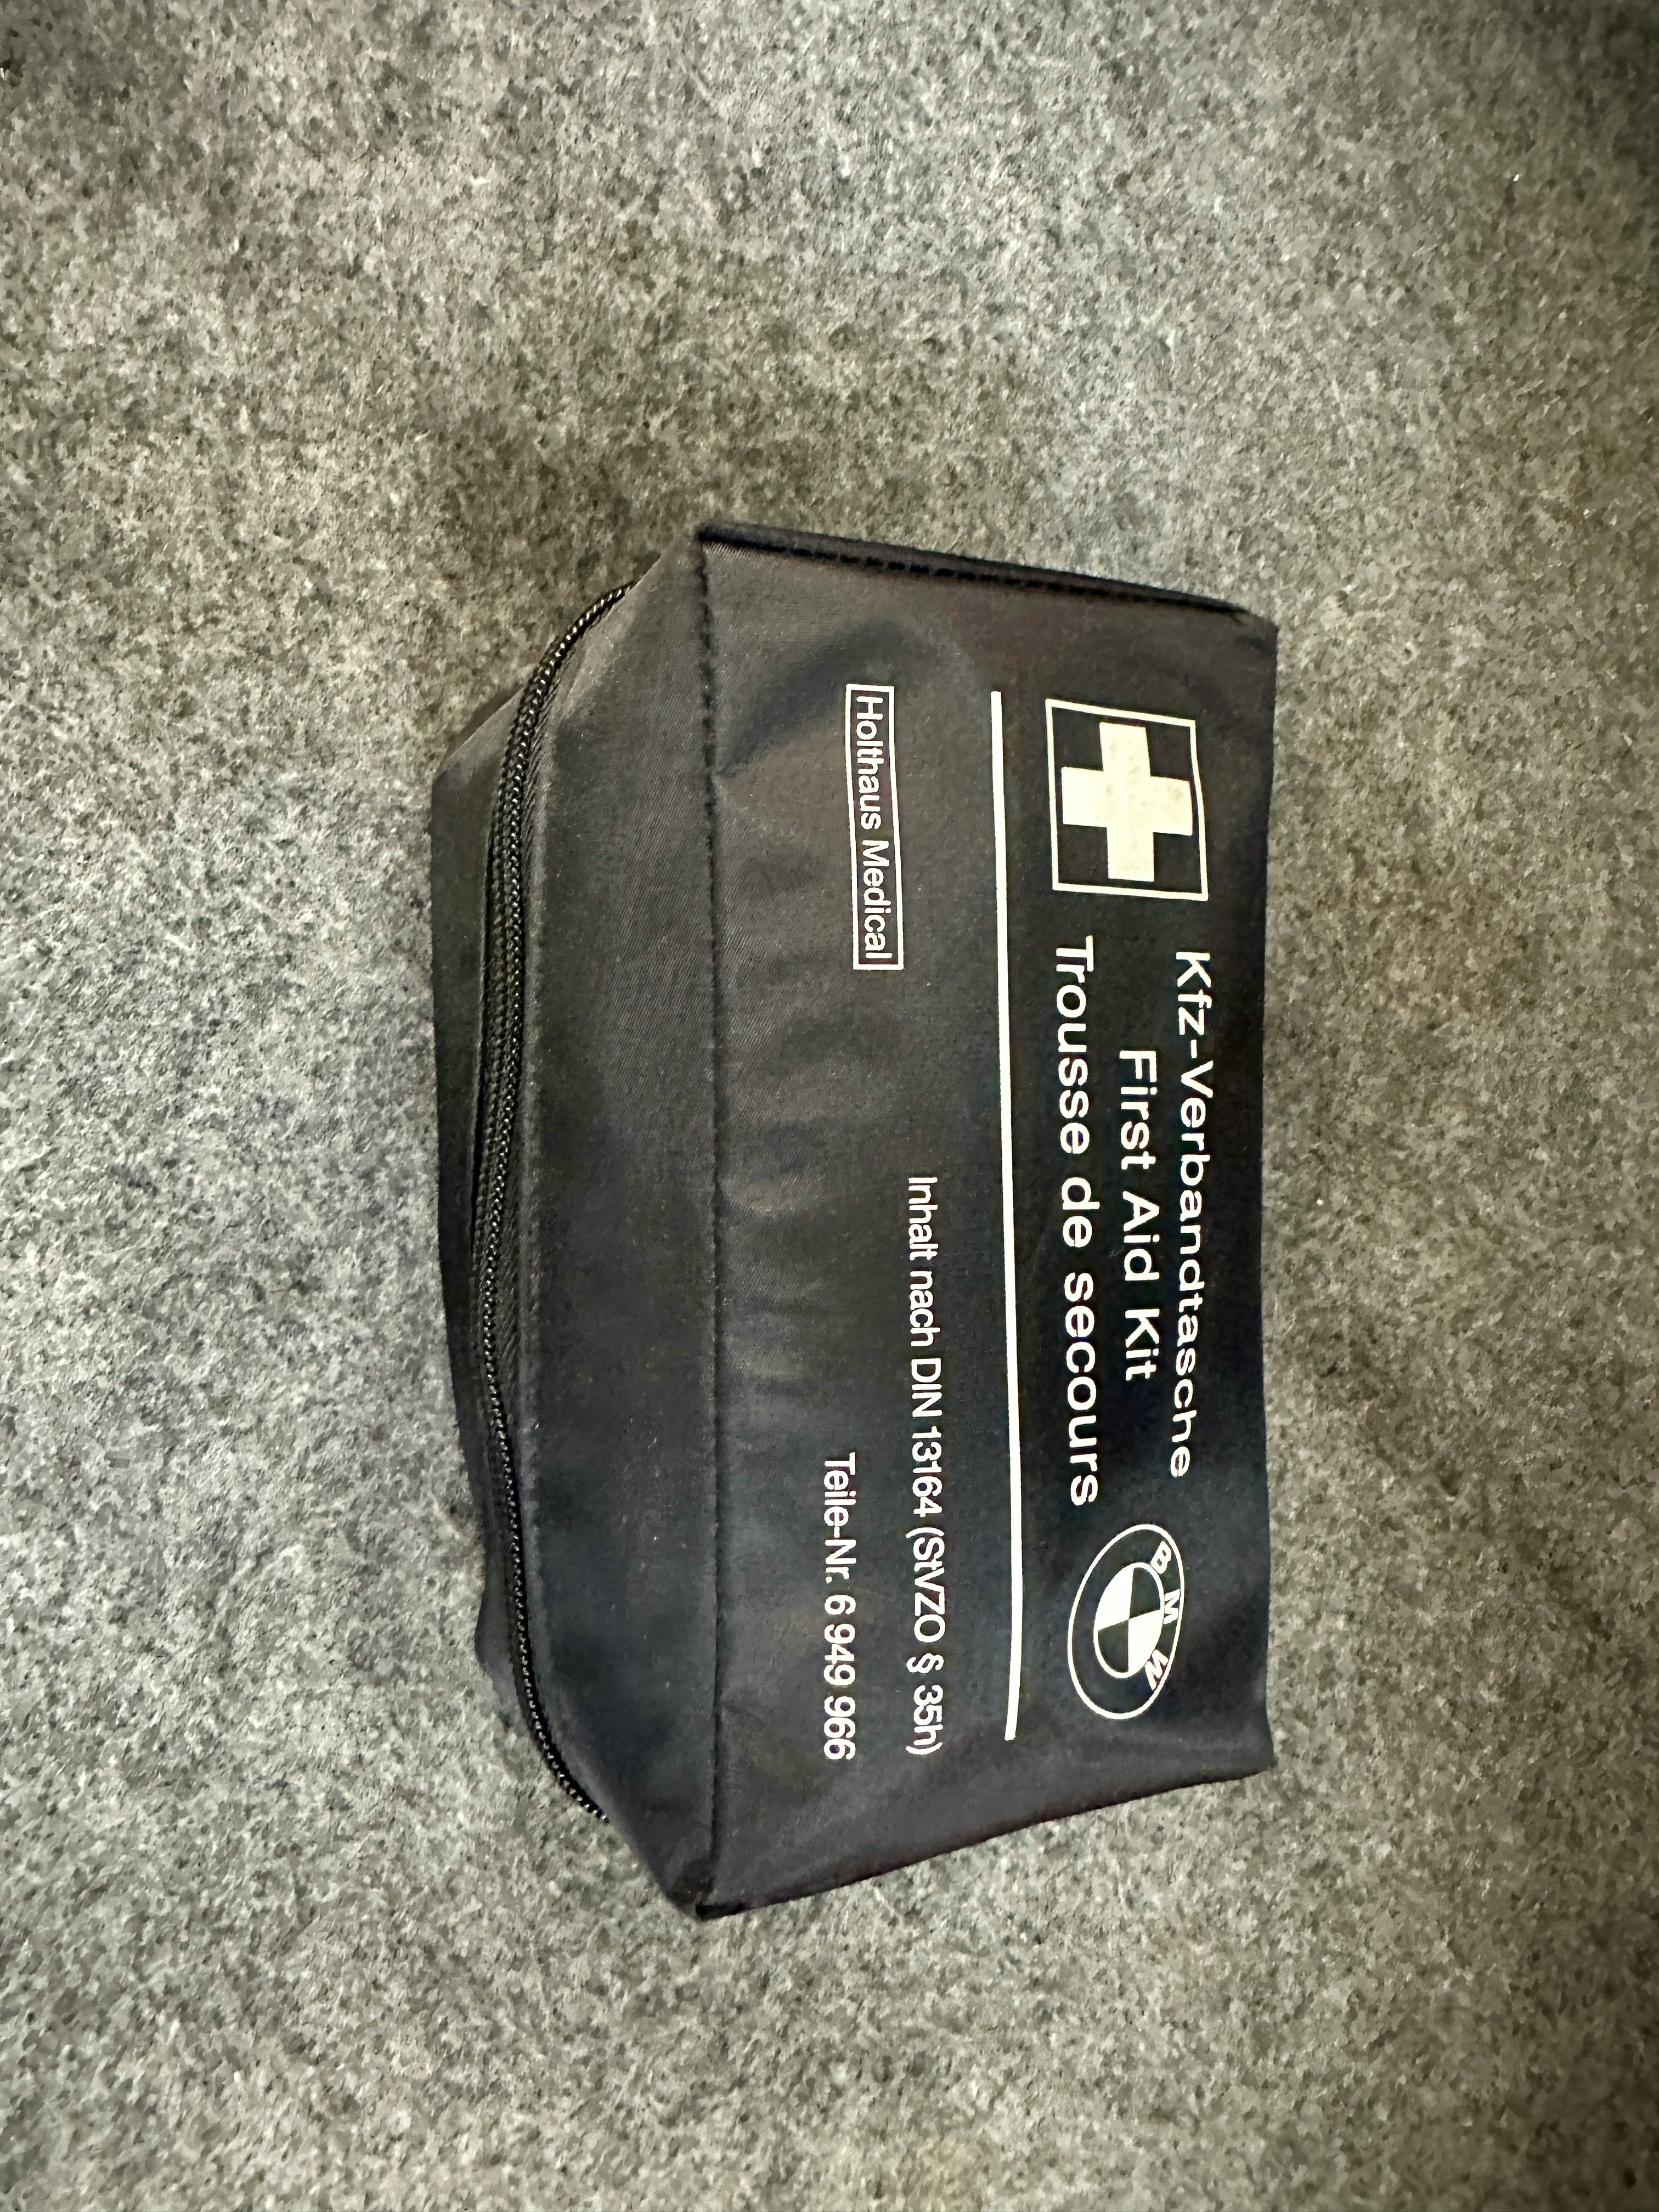 Kfz-Verbandtasche
First Aid Kit
Trousse de secours
BMW
Holthaus Medical
Inhalt nach DIN 13164 (StVZO § 35h)
Teile-Nr. 6 949 966